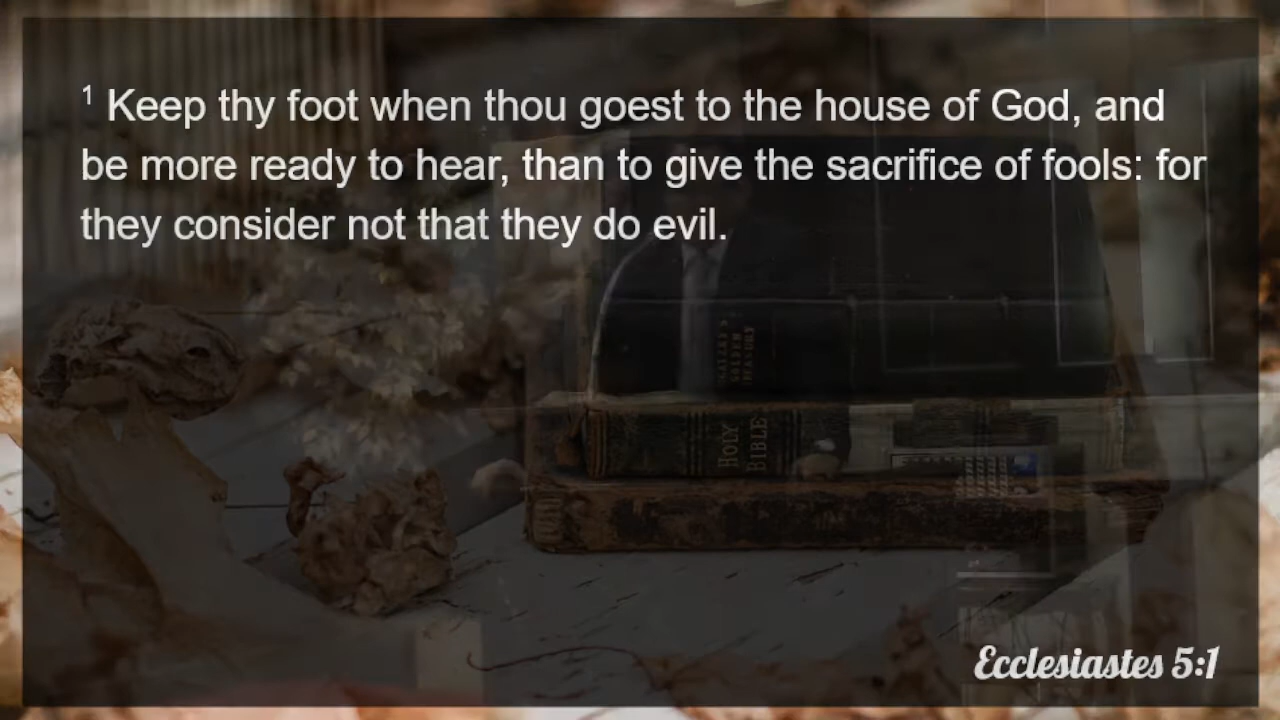 1 Keep thy foot when thou goest to the house of God, and
be more ready to hear, than to give the sacrifice of fools: for
they consider not that they do evil.
HOLY
BIBLE
Ecclesiastes 5:1